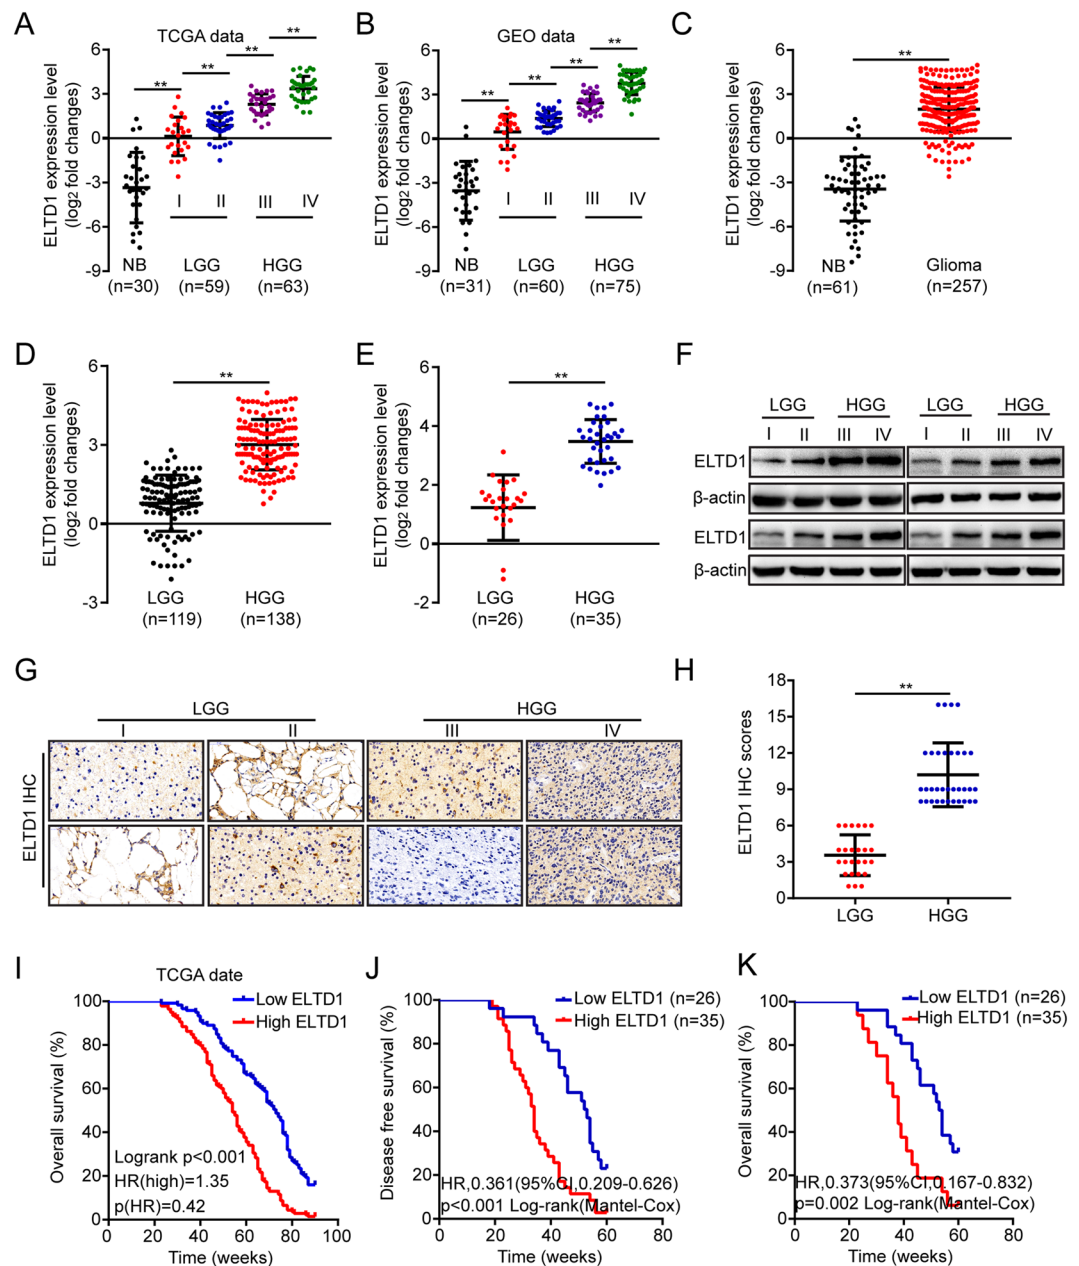 A
TCGA data
ELTD1 expression level
(log2 fold changes)
6
3
0
-3
-6
-9
**
**
**
**
I
II
III
IV
NB
LGG
HGG
(n=30)
(n=59)
(n=63)
B
GEO data
ELTD1 expression level
(log2 fold changes)
6
3
0
-3
-6
-9
**
**
**
**
I
II
III
IV
NB
LGG
HGG
(n=31)
(n=60)
(n=75)
C
ELTD1 expression level
(log2 fold changes)
6
3
0
-3
-6
-9
**
NB
Glioma
(n=61)
(n=257)
D
ELTD1 expression level
(log2 fold changes)
6
3
0
-3
**
LGG
HGG
(n=119)
(n=138)
E
ELTD1 expression level
(log2 fold changes)
6
4
2
0
-2
**
LGG
HGG
(n=26)
(n=35)
F
LGG
HGG
LGG
HGG
I
II
III
IV
I
II
III
IV
ELTD1
β-actin
ELTD1
β-actin
G
LGG
HGG
I
II
III
IV
ELTD1 IHC
H
ELTD1 IHC scores
18
15
12
9
6
3
0
**
LGG
HGG
I
TCGA date
Low ELTD1
High ELTD1
Overall survival (%)
100
80
60
40
20
0
Logrank p<0.001
HR(high)=1.35
p(HR)=0.42
0
20
40
60
80
100
Time (weeks)
J
Low ELTD1 (n=26)
High ELTD1 (n=35)
Disease free survival (%)
100
80
60
40
20
0
HR,0.361(95%CI,0.209-0.626)
p<0.001 Log-rank(Mantel-Cox)
0
20
40
60
80
Time (weeks)
K
Low ELTD1 (n=26)
High ELTD1 (n=35)
Overall survival (%)
100
80
60
40
20
0
HR,0.373(95%CI,0.167-0.832)
p=0.002 Log-rank(Mantel-Cox)
0
20
40
60
80
Time (weeks)